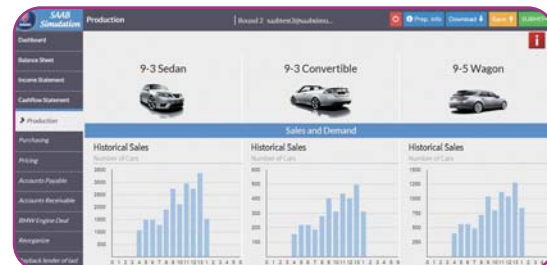 SAAB
Simulation
Production
Round 2 saabtest3@saabsimu...
Prep. Info
Download
Save
SUBMIT
Dashboard
Balance Sheet
Income Statement
Cashflow Statement
Production
Purchasing
Pricing
Accounts Payable
Accounts Receivable
BMW Engine Deal
Reorganize
9-3 Sedan
9-3 Convertible
9-5 Wagon
Sales and Demand
Historical Sales
Number of Cars
Historical Sales
Number of Cars
Historical Sales
Number of Cars